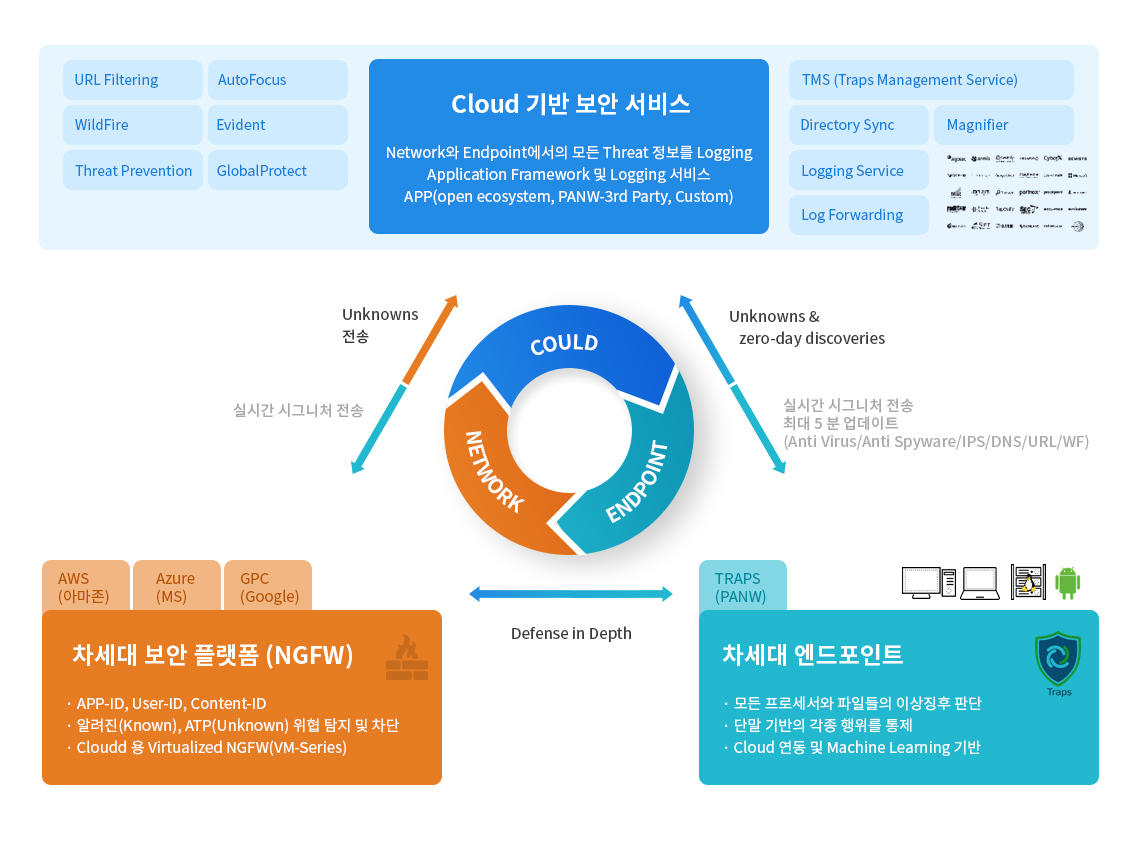 URL Filtering
AutoFocus
WildFire
Evident
Threat Prevention
GlobalProtect
Cloud 기반 보안 서비스
Network와 Endpoint에서의 모든 Threat 정보를 Logging
Application Framework 및 Logging 서비스
APP(open ecosystem, PANW-3rd Party, Custom)
TMS (Traps Management Service)
Directory Sync
Magnifier
Logging Service
Log Forwarding
Unknowns
전송
실시간 시그니처 전송
COULD
NETWORK
ENDPOINT
Unknowns &
zero-day discoveries
실시간 시그니처 전송
최대 5 분 업데이트
(Anti Virus/Anti Spyware/IPS/DNS/URL/WF)
Defense in Depth
AWS
(아마존)
Azure
(MS)
GPC
(Google)
차세대 보안 플랫폼 (NGFW)
· APP-ID, User-ID, Content-ID
· 알려진(Known), ATP(Unknown) 위협 탐지 및 차단
· Cloudd 용 Virtualized NGFW(VM-Series)
TRAPS
(PANW)
차세대 엔드포인트
Traps
· 모든 프로세서와 파일들의 이상징후 판단
· 단말 기반의 각종 행위를 통제
· Cloud 연동 및 Machine Learning 기반